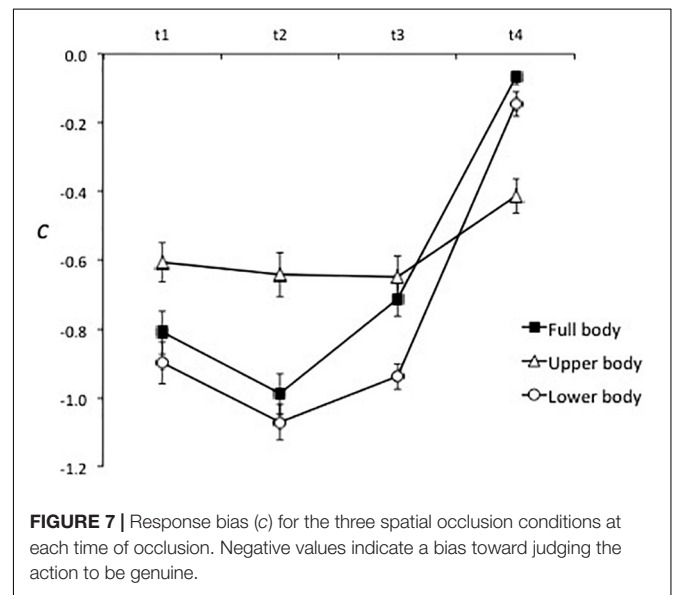 t1 t2 t3 t4
0.0
-0.2
-0.4
c
-0.6
-0.8
-1.0
-1.2
Full body
Upper body
Lower body
FIGURE 7 | Response bias (c) for the three spatial occlusion conditions at
each time of occlusion. Negative values indicate a bias toward judging the
action to be genuine.